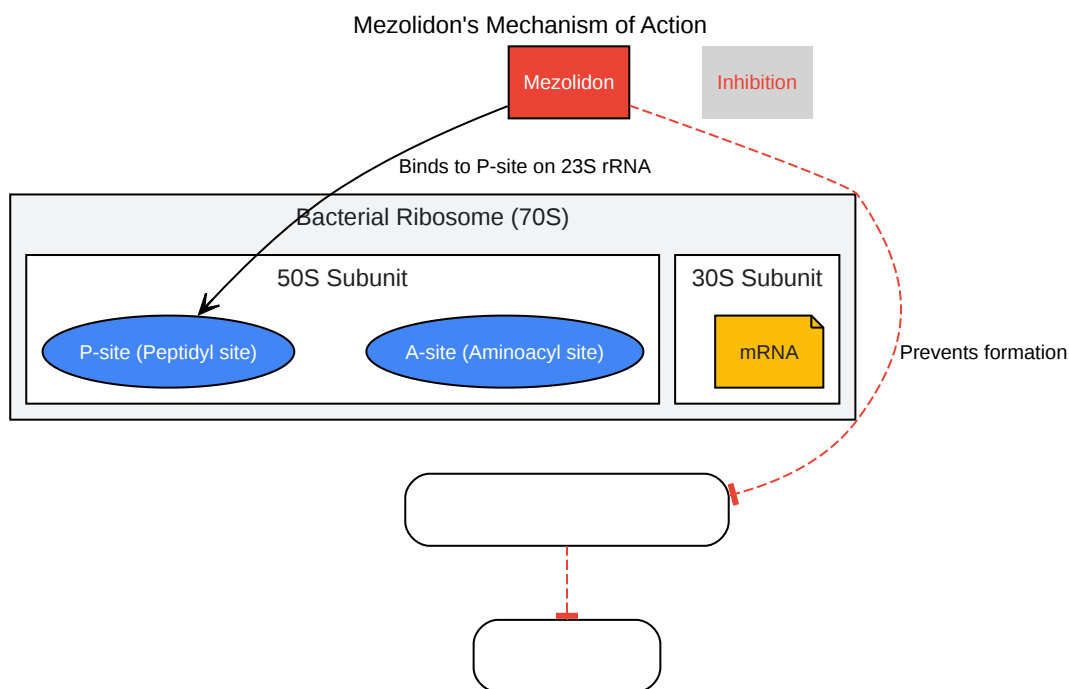 Mezolidon's Mechanism of Action
Mezolidon
Inhibition
Binds to P-site on 23S rRNA
Bacterial Ribosome (70S)
50S Subunit
30S Subunit
P-site (Peptidyl site)
A-site (Aminoacyl site)
mRNA
Prevents formation